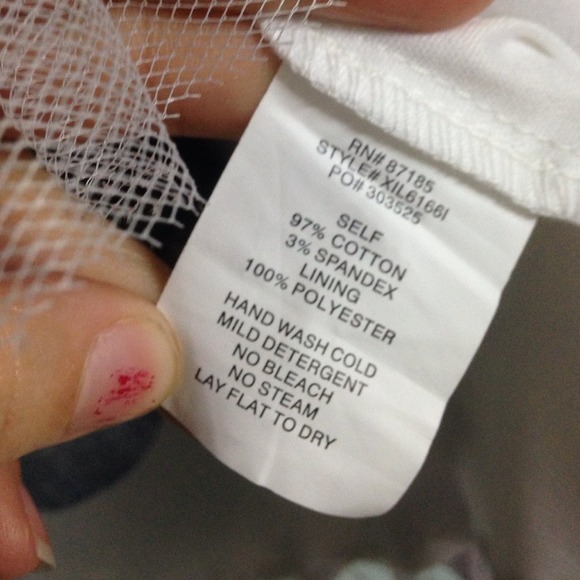 RN# 87185
STYLE# XIL6166I
PO# 303525
SELF
97% COTTON
3% SPANDEX
LINING
100% POLYESTER
HAND WASH COLD
MILD DETERGENT
NO BLEACH
NO STEAM
LAY FLAT TO DRY